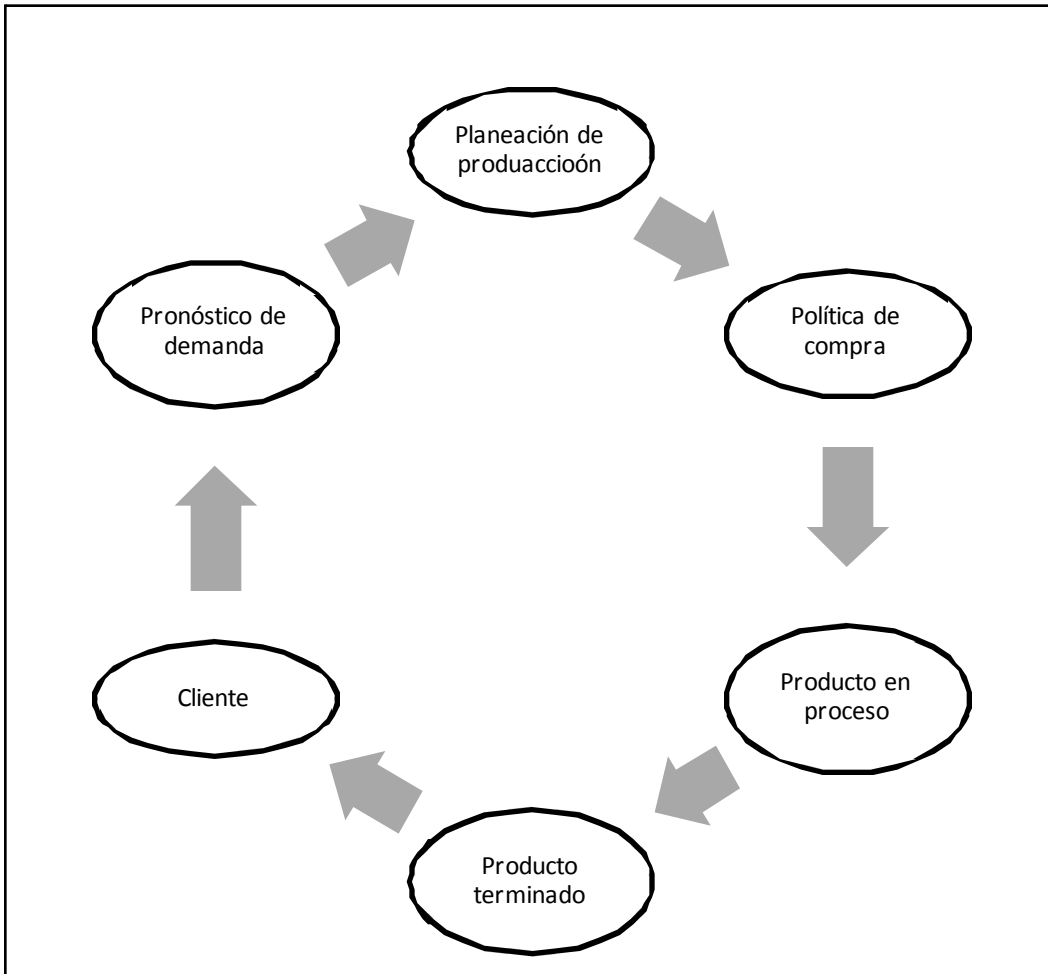 Planeación de
produaccioón
Política de
compra
Producto en
proceso
Producto
terminado
Cliente
Pronóstico de
demanda